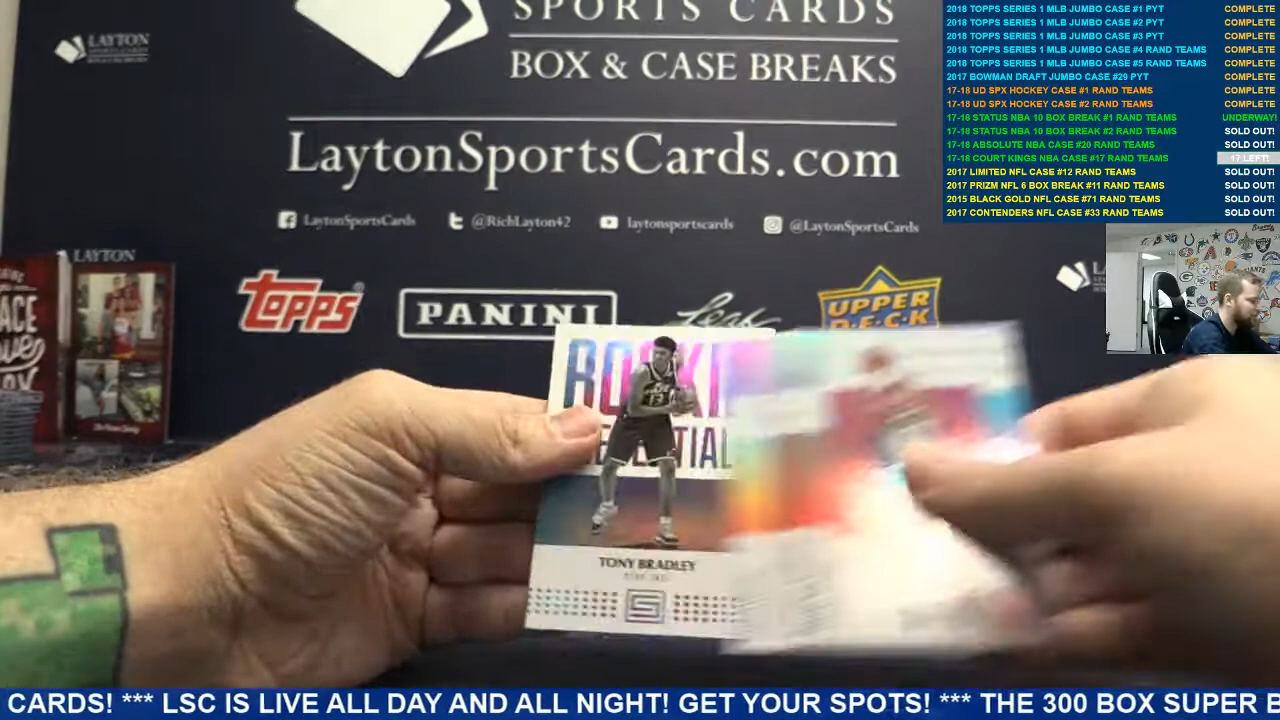 SPORTS CARDS
BOX & CASE BREAKS
LaytonSportsCards.com
LaytonSportsCards
@RichLayton42
laytonsportscards
@LaytonSportsCards
LAYTON
SPORTS CARDS
LAYTON
TOPPS
PANINI
Leaf
UPPER DECK
TONY BRADLEY
13
2018 TOPPS SERIES 1 MLB JUMBO CASE #1 PYT COMPLETE
2018 TOPPS SERIES 1 MLB JUMBO CASE #2 PYT COMPLETE
2018 TOPPS SERIES 1 MLB JUMBO CASE #3 PYT COMPLETE
2018 TOPPS SERIES 1 MLB JUMBO CASE #4 RAND TEAMS COMPLETE
2018 TOPPS SERIES 1 MLB JUMBO CASE #5 RAND TEAMS COMPLETE
2017 BOWMAN DRAFT JUMBO CASE #29 PYT COMPLETE
17-18 UD SPX HOCKEY CASE #1 RAND TEAMS COMPLETE
17-18 UD SPX HOCKEY CASE #2 RAND TEAMS COMPLETE
17-18 STATUS NBA 10 BOX BREAK #1 RAND TEAMS UNDERWAY!
17-18 STATUS NBA 10 BOX BREAK #2 RAND TEAMS SOLD OUT!
17-18 ABSOLUTE NBA CASE #20 RAND TEAMS SOLD OUT!
17-18 COURT KINGS NBA CASE #17 RAND TEAMS 17 LEFT!
2017 LIMITED NFL CASE #12 RAND TEAMS SOLD OUT!
2017 PRIZM NFL 6 BOX BREAK #11 RAND TEAMS SOLD OUT!
2015 BLACK GOLD NFL CASE #71 RAND TEAMS SOLD OUT!
2017 CONTENDERS NFL CASE #33 RAND TEAMS SOLD OUT!
CARDS! *** LSC IS LIVE ALL DAY AND ALL NIGHT! GET YOUR SPOTS! *** THE 300 BOX SUPER B